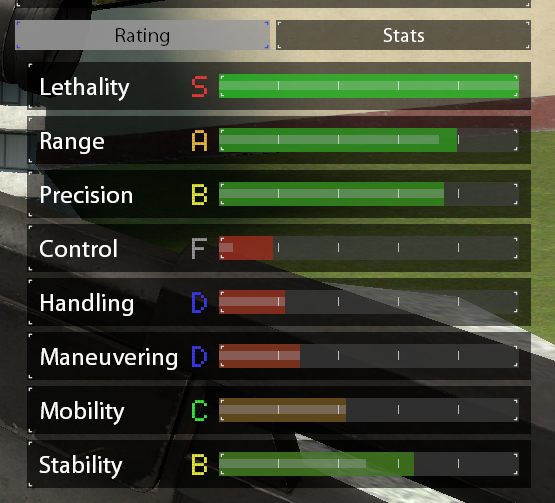 Rating Stats
Lethality S
Range A
Precision B
Control F
Handling D
Maneuvering D
Mobility C
Stability B